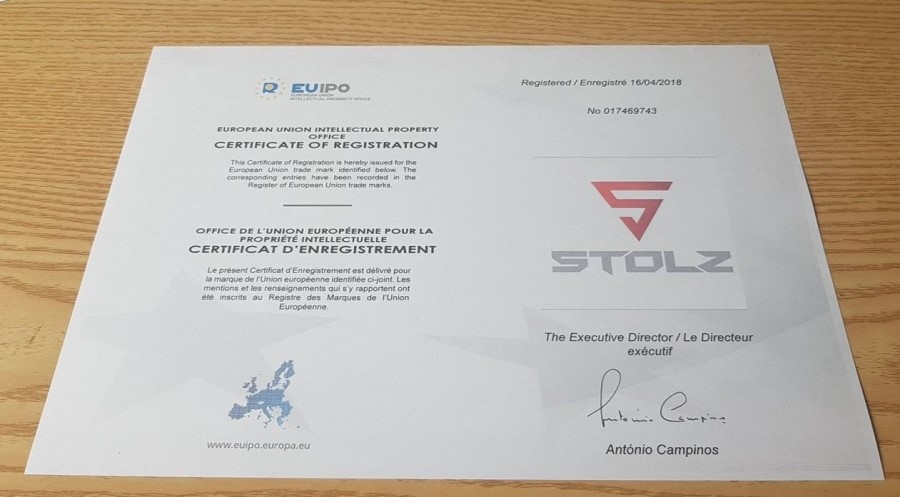 EUIPO
EUROPEAN UNION
INTELLECTUAL PROPERTY OFFICE
EUROPEAN UNION INTELLECTUAL PROPERTY
OFFICE
CERTIFICATE OF REGISTRATION
This Certificate of Registration is hereby issued for the
European Union trade mark identified below. The
corresponding entries have been recorded in the
Register of European Union trade marks.
OFFICE DE L'UNION EUROPÉENNE POUR LA
PROPRIÉTÉ INTELLECTUELLE
CERTIFICAT D'ENREGISTREMENT
Le présent Certificat d'Enregistrement est délivré pour
la marque de l'Union européenne identifiée ci-joint. Les
mentions et les renseignements qui s'y rapportent ont
été inscrits au Registre des Marques de l'Union
Européenne.
www.euipo.europa.eu
Registered / Enregistré 16/04/2018
No 017469743
STOLZ
The Executive Director / Le Directeur
exécutif
António Campinos
António Campinos